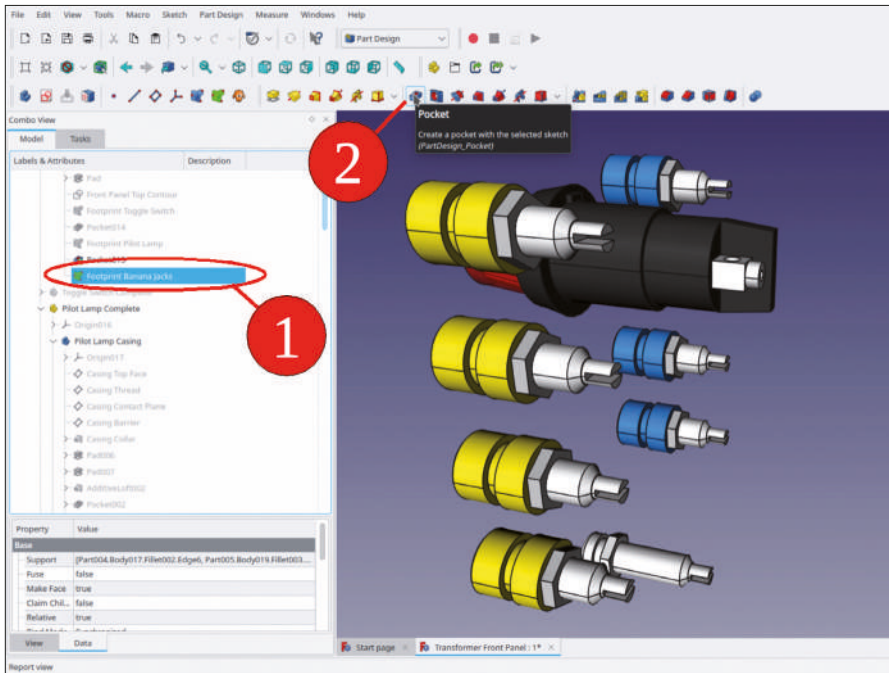 File Edit View Tools Macro Sketch Part Design Measure Windows Help
Part Design
Combo View
Model Tasks
Labels & Attributes Description
Pad
Front Panel Top Contour
Footprint Toggle Switch
Pocket014
Footprint Pilot Lamp
Footprint Banana Jacks
Pilot Lamp Complete
Origin016
Pilot Lamp Casing
Origin017
Casing Top Face
Casing Thread
Casing Contact Plane
Casing Barrier
Casing Collar
Pad006
Pad007
AdditiveLoft002
Pocket002
Property Value
Base
Support [Part004.Body017.Fillet002.Edge6, Part005.Body019.Fillet003....
Fuse false
Make Face true
Claim Chil... false
Relative true
View Data
Report view
Pocket
Create a pocket with the selected sketch
(PartDesign_Pocket)
2
1
Start page Transformer Front Panel : 1*